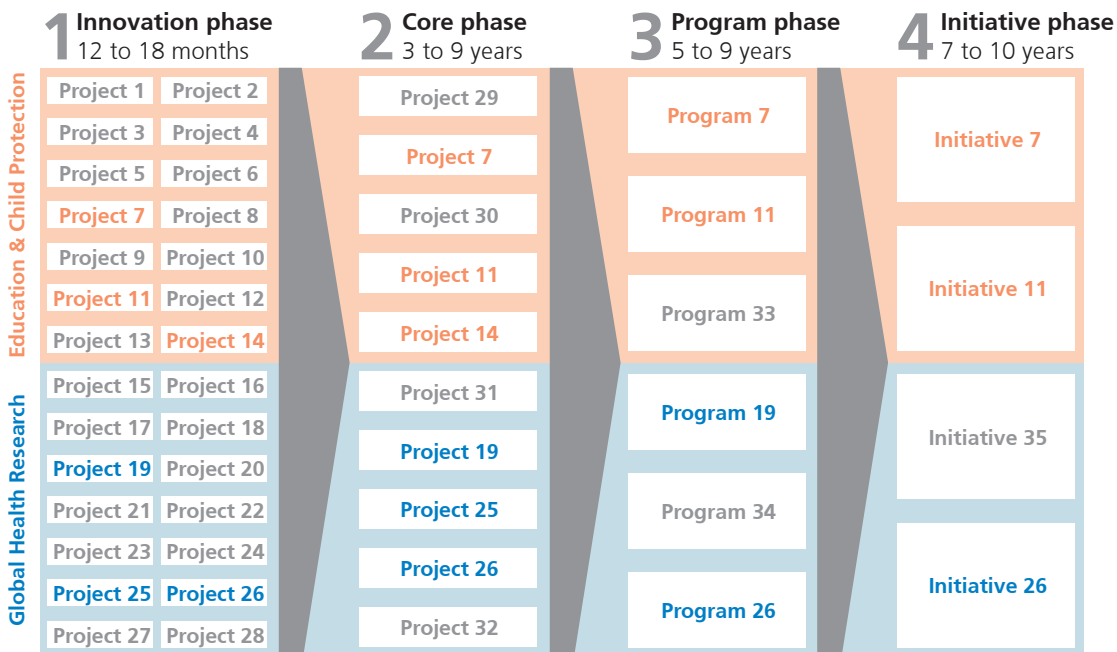 1 Innovation phase
12 to 18 months
2 Core phase
3 to 9 years
3 Program phase
5 to 9 years
4 Initiative phase
7 to 10 years
Education & Child Protection
Project 1 Project 2
Project 3 Project 4
Project 5 Project 6
Project 7 Project 8
Project 9 Project 10
Project 11 Project 12
Project 13 Project 14
Global Health Research
Project 15 Project 16
Project 17 Project 18
Project 19 Project 20
Project 21 Project 22
Project 23 Project 24
Project 25 Project 26
Project 27 Project 28
Project 29
Project 7
Project 30
Project 11
Project 14
Project 31
Project 19
Project 25
Project 26
Project 32
Program 7
Program 11
Program 33
Program 19
Program 34
Program 26
Initiative 7
Initiative 11
Initiative 35
Initiative 26